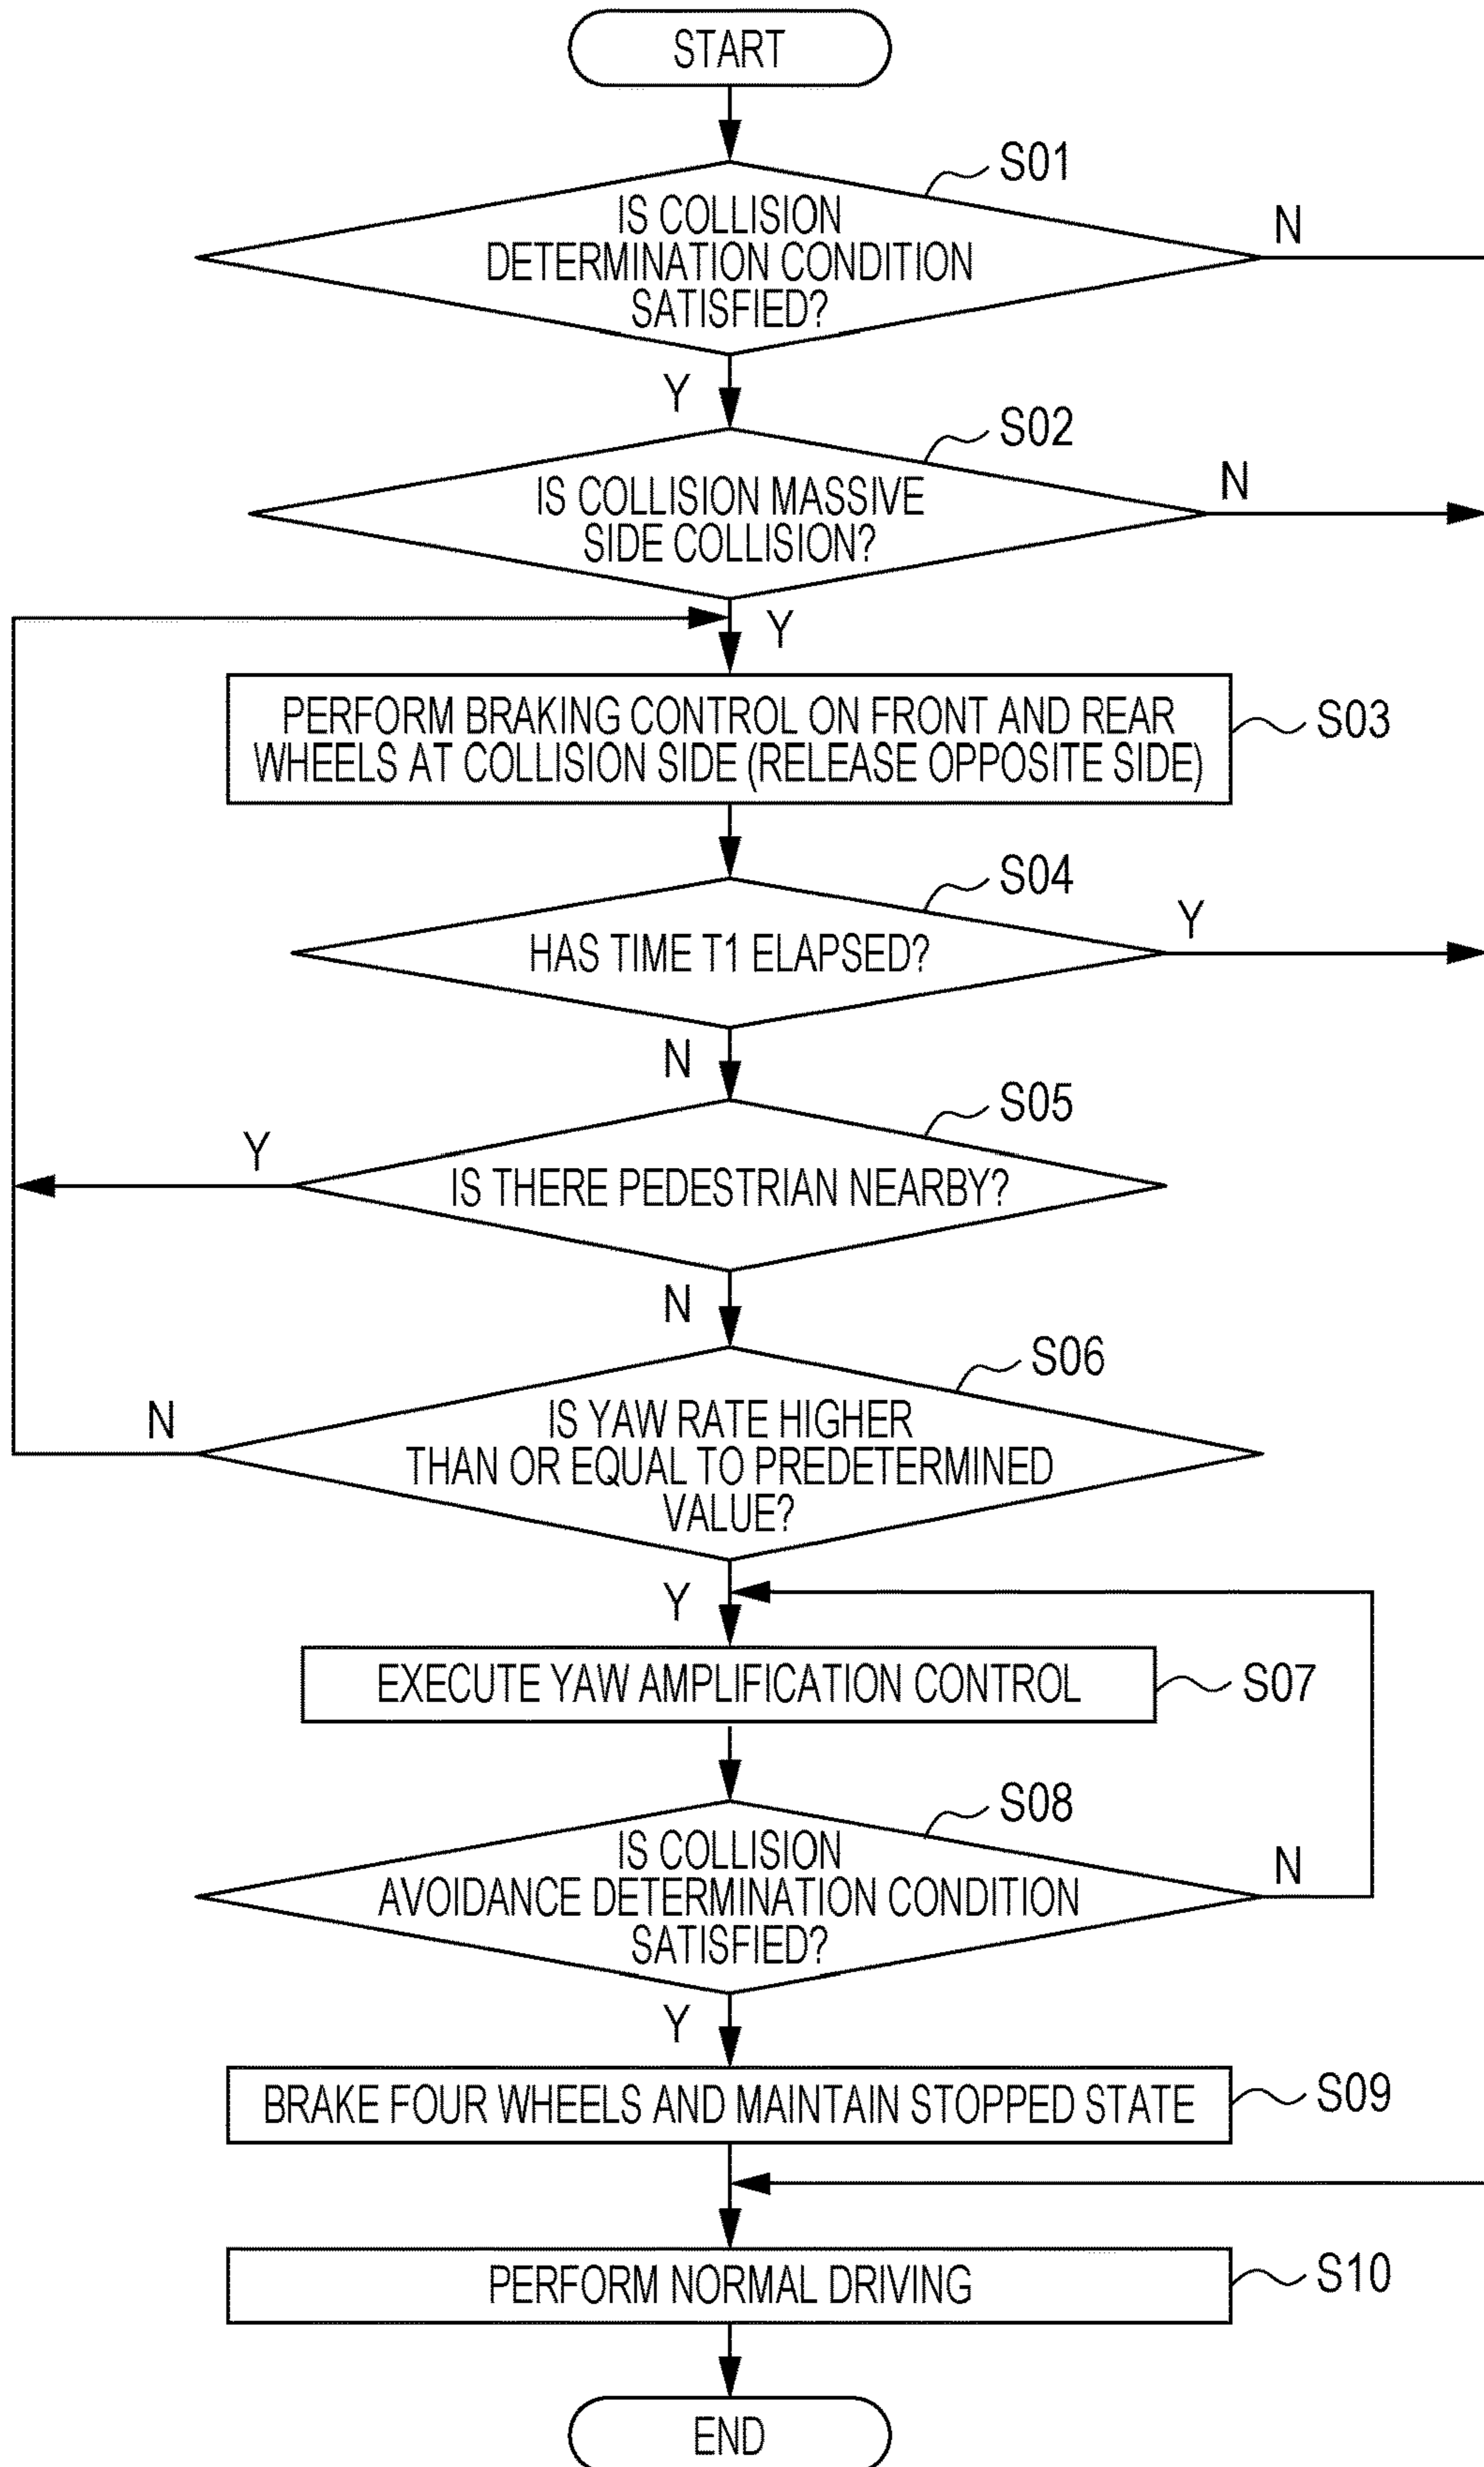 START
S01
IS COLLISION
DETERMINATION CONDITION
SATISFIED?
N
Y
S02
IS COLLISION MASSIVE
SIDE COLLISION?
N
Y
PERFORM BRAKING CONTROL ON FRONT AND REAR
WHEELS AT COLLISION SIDE (RELEASE OPPOSITE SIDE)
S03
S04
HAS TIME T1 ELAPSED?
Y
N
S05
Y
IS THERE PEDESTRIAN NEARBY?
N
S06
N
IS YAW RATE HIGHER
THAN OR EQUAL TO PREDETERMINED
VALUE?
Y
EXECUTE YAW AMPLIFICATION CONTROL
S07
S08
IS COLLISION
AVOIDANCE DETERMINATION CONDITION
SATISFIED?
N
Y
BRAKE FOUR WHEELS AND MAINTAIN STOPPED STATE
S09
PERFORM NORMAL DRIVING
S10
END